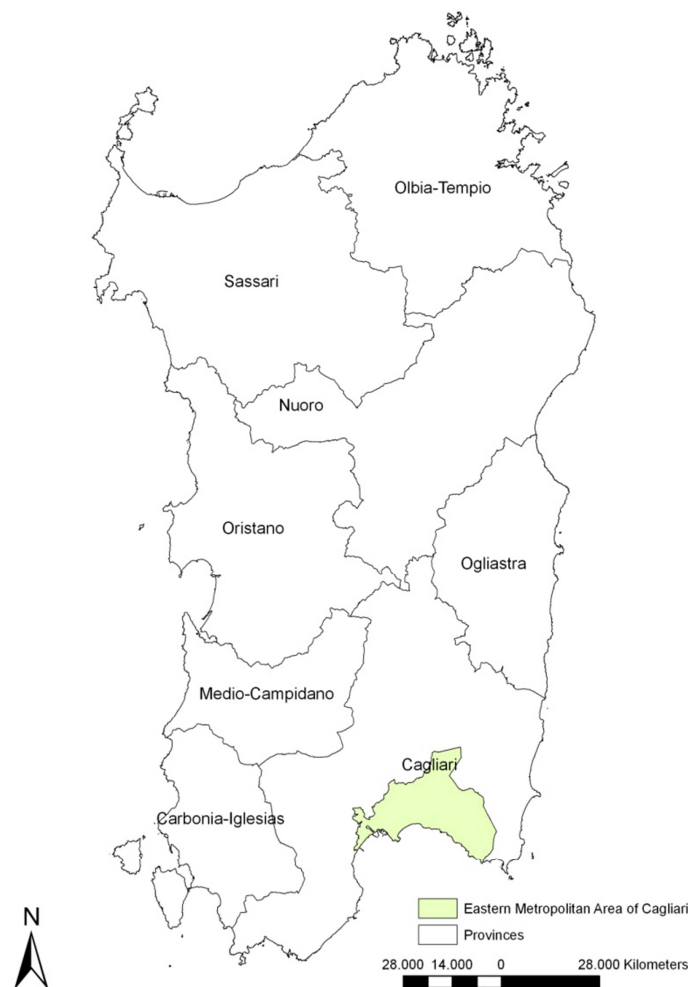 Olbia-Tempio
Sassari
Nuoro
Oristano
Ogliastra
Medio-Campidano
Cagliari
Carbonia-Iglesias
N
Eastern Metropolitan Area of Cagliari
Provinces
28.000 14.000 0 28.000 Kilometers